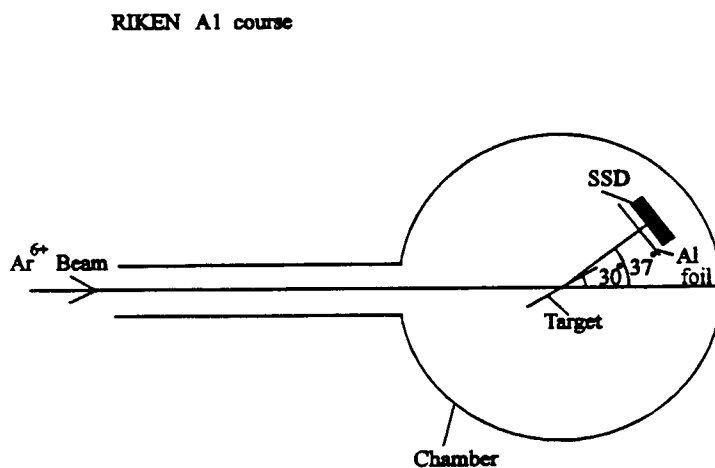 RIKEN A1 course
SSD
Ar6+ Beam
30°
37°
Al
foil
Target
Chamber